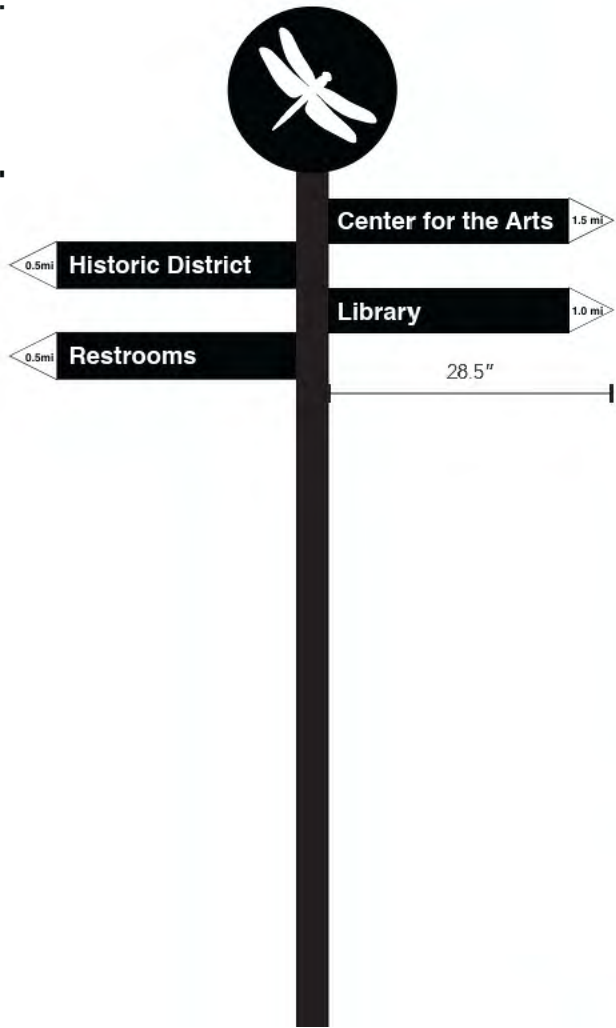 Center for the Arts 1.5 mi
0.5mi Historic District
Library 1.0 mi
0.5mi Restrooms
28.5"